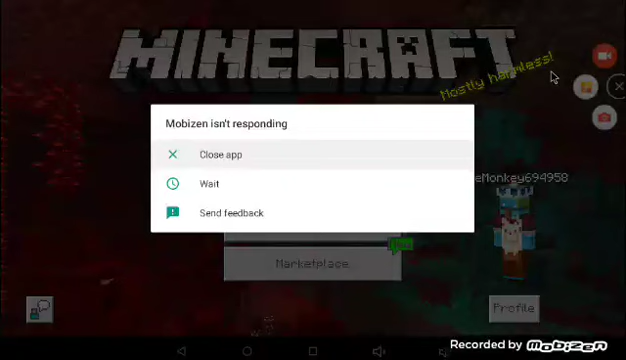 MINECRAFT
Mostly harmless!
Mobizen isn't responding
Close app
Wait
Send feedback
eMonkey694958
Marketplace
Profile
Recorded by Mobizen